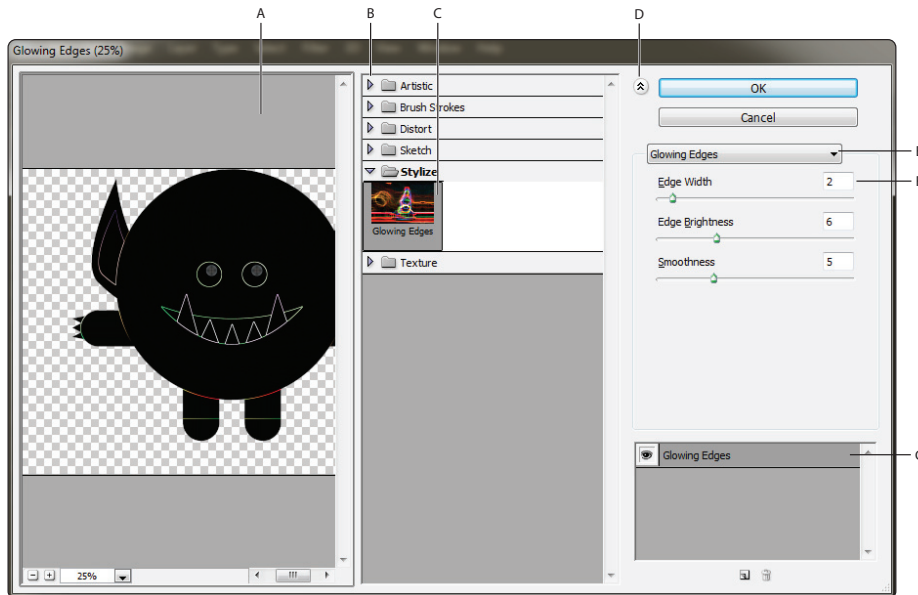 A
B
C
D
Glowing Edges (25%)
Artistic
Brush Strokes
Distort
Sketch
Stylize
Glowing Edges
Texture
25%
OK
Cancel
Glowing Edges
Edge Width 2
Edge Brightness 6
Smoothness 5
Glowing Edges